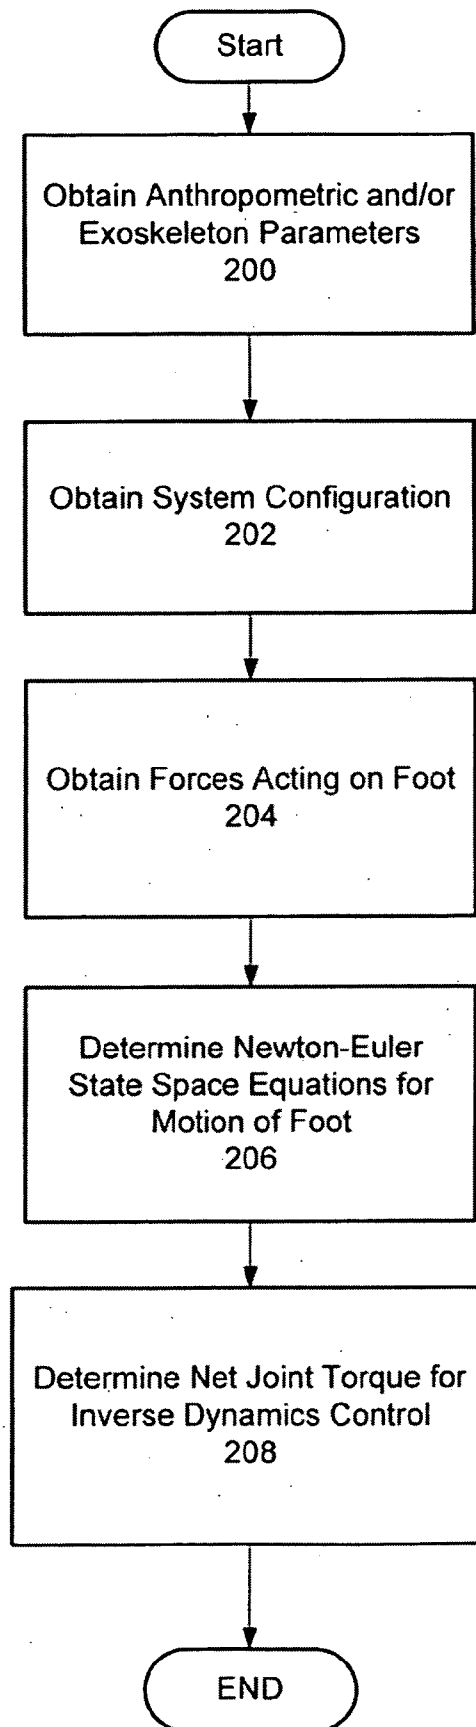 Start
Obtain Anthropometric and/or
Exoskeleton Parameters
200
Obtain System Configuration
202
Obtain Forces Acting on Foot
204
Determine Newton-Euler
State Space Equations for
Motion of Foot
206
Determine Net Joint Torque for
Inverse Dynamics Control
208
END